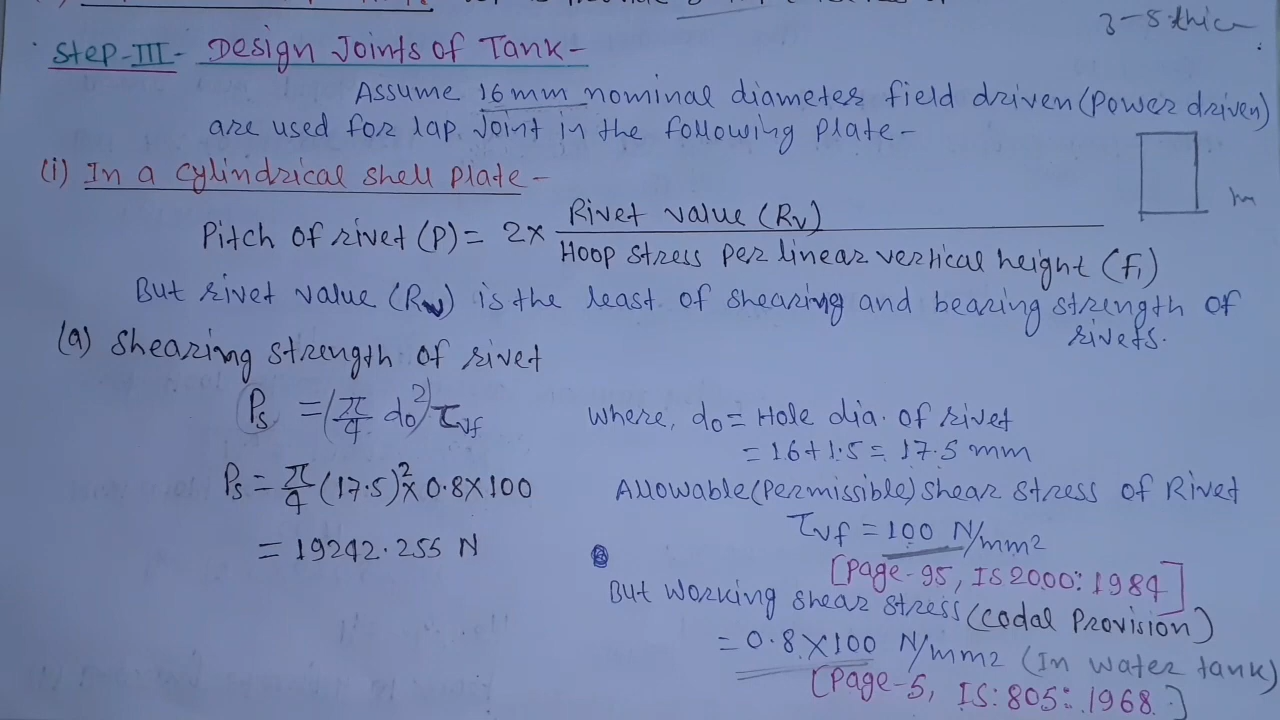 3-8 thick
Step-III- Design Joints of Tank-
Assume 16mm nominal diameter field driven (Power driven)
are used for lap Joint in the following plate-
(i) In a cylindrical shell plate-
Pitch of rivet (P) = 2× Rivet value (Rv)
Hoop stress per linear vertical height (F1)
But rivet value (Rv) is the least of shearing and bearing strength of
rivets.
(a) shearing strength of rivet
Ps = (π/4 do²) τvf
where, do = Hole dia. of rivet
= 16+1.5 = 17.5 mm
Ps = π/4 (17.5)² × 0.8×100
Allowable (Permissible) shear stress of Rivet
τvf = 100 N/mm2
= 19242.255 N
[Page-95, IS 2000: 1984]
But working shear stress (codal Provision)
= 0.8×100 N/mm2 (In water tank)
[Page-5, IS: 805: 1968.]